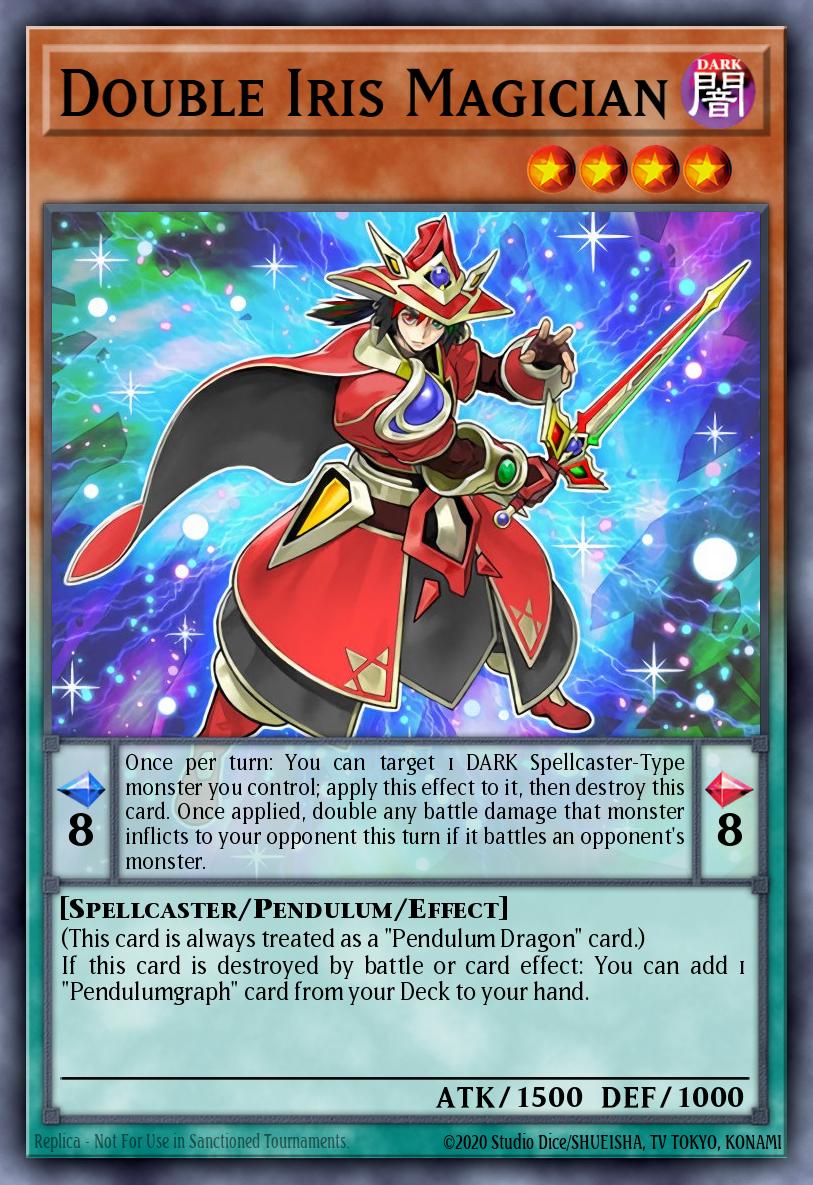 Double Iris Magician
DARK
闇
Once per turn: You can target 1 DARK Spellcaster-Type
monster you control; apply this effect to it, then destroy this
card. Once applied, double any battle damage that monster
inflicts to your opponent this turn if it battles an opponent's
monster.
8
8
[Spellcaster/Pendulum/Effect]
(This card is always treated as a "Pendulum Dragon" card.)
If this card is destroyed by battle or card effect: You can add 1
"Pendulumgraph" card from your Deck to your hand.
ATK/1500 DEF/1000
Replica - Not For Use in Sanctioned Tournaments.
©2020 Studio Dice/SHUEISHA, TV TOKYO, KONAMI